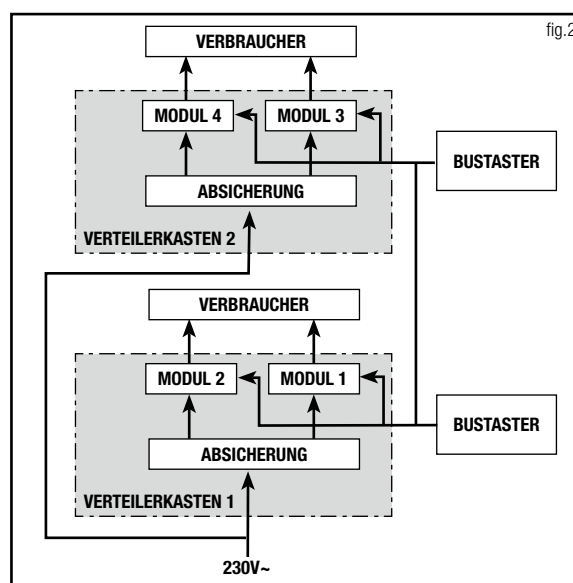 fig.2
VERBRAUCHER
MODUL 4
MODUL 3
BUSTASTER
ABSICHERUNG
VERTEILERKASTEN 2
VERBRAUCHER
MODUL 2
MODUL 1
BUSTASTER
ABSICHERUNG
VERTEILERKASTEN 1
230V~